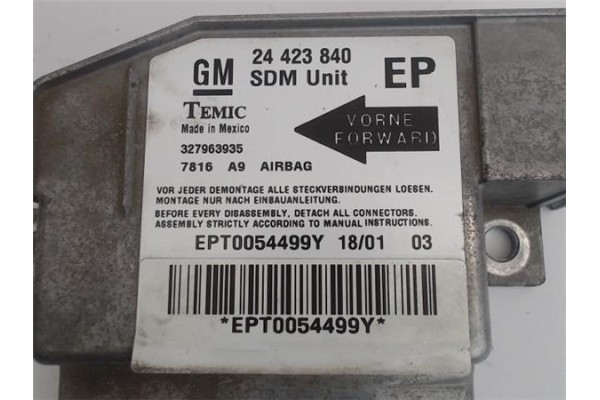 GM 24 423 840 EP
SDM Unit
TEMIC
Made in Mexico
VORNE
FORWARD
327963935
7816 A9 AIRBAG
VOR JEDER DEMONTAGE ALLE STECKVERBINDUNGEN LOESEN.
MONTAGE NUR NACH EINBAUANLEITUNG.
BEFORE EVERY DISASSEMBLY, DETACH ALL CONNECTORS.
ASSEMBLY STRICTLY ACCORDING TO MANUAL INSTRUCTIONS.
EPT0054499Y 18/01 03
*EPT0054499Y*